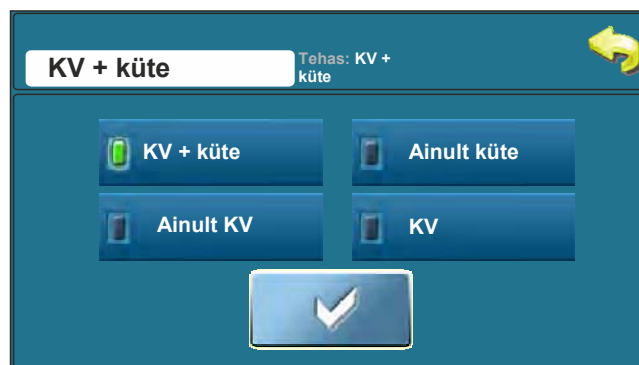 KV + küte
Tehas: KV +
küte
KV + küte
Ainult küte
Ainult KV
KV